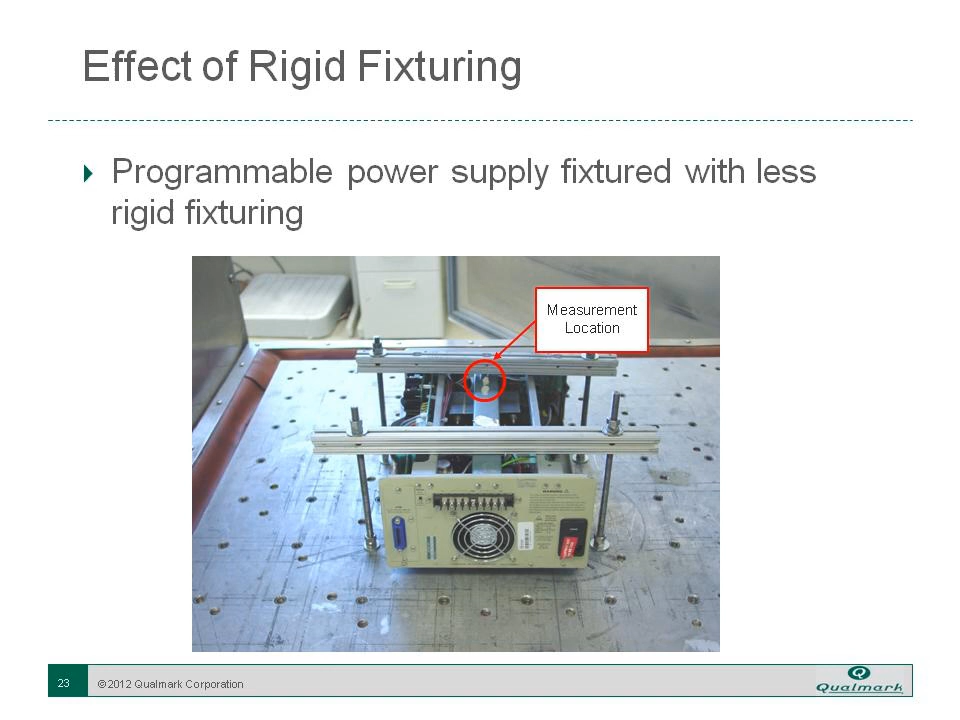 Effect of Rigid Fixturing
Programmable power supply fixtured with less
rigid fixturing
Measurement
Location
WARNING
23
©2012 Qualmark Corporation
Qualmark